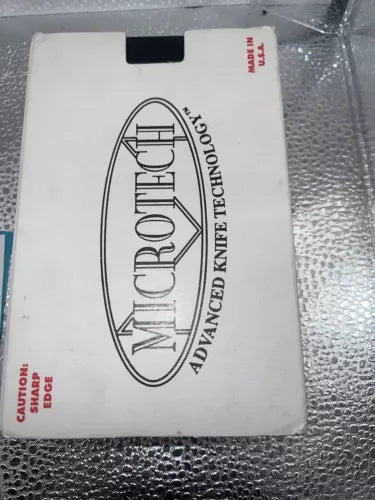 MICROTECH
ADVANCED KNIFE TECHNOLOGY™
MADE IN
U.S.A.
CAUTION:
SHARP
EDGE